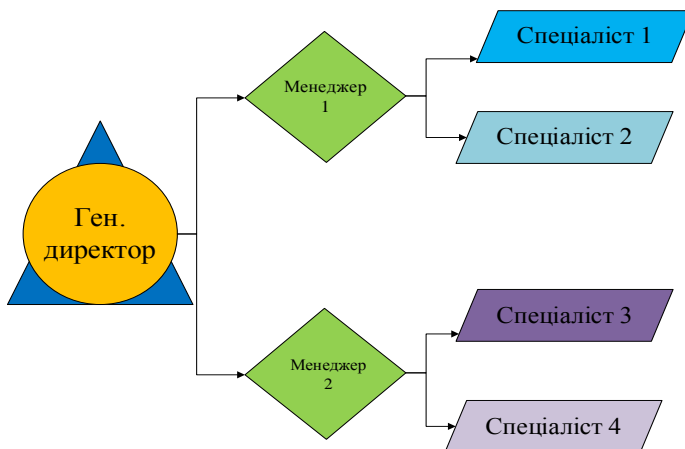 Спеціаліст 1
Менеджер
1
Спеціаліст 2
Ген.
директор
Спеціаліст 3
Менеджер
2
Спеціаліст 4